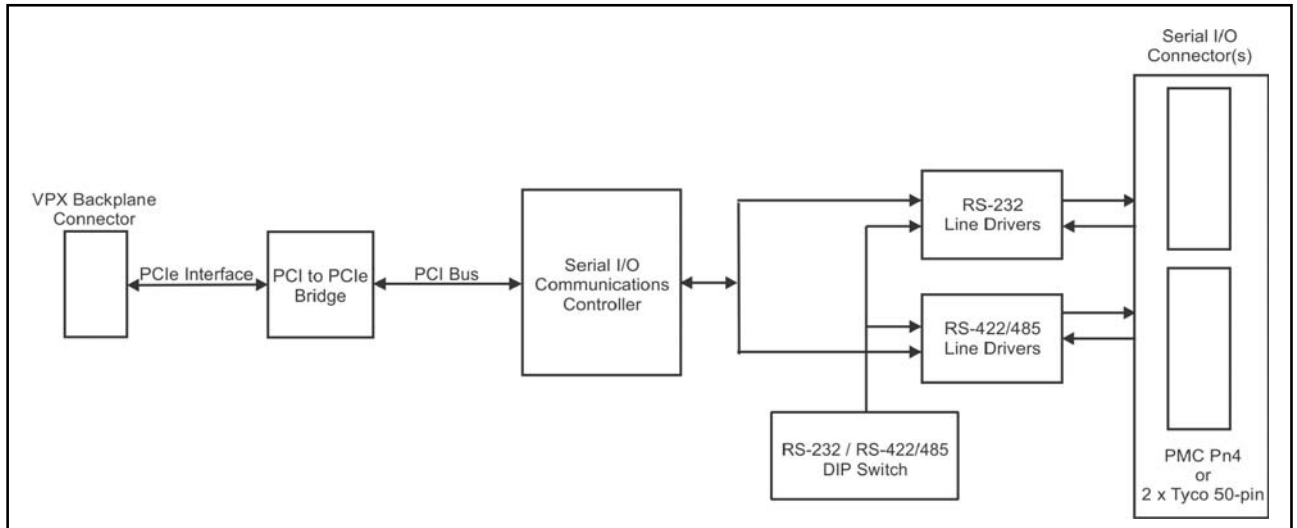 Serial I/O
Connector(s)
VPX Backplane
Connector
PCIe Interface
PCI to PCIe
Bridge
PCI Bus
Serial I/O
Communications
Controller
RS-232
Line Drivers
RS-422/485
Line Drivers
RS-232 / RS-422/485
DIP Switch
PMC Pn4
or
2 x Tyco 50-pin